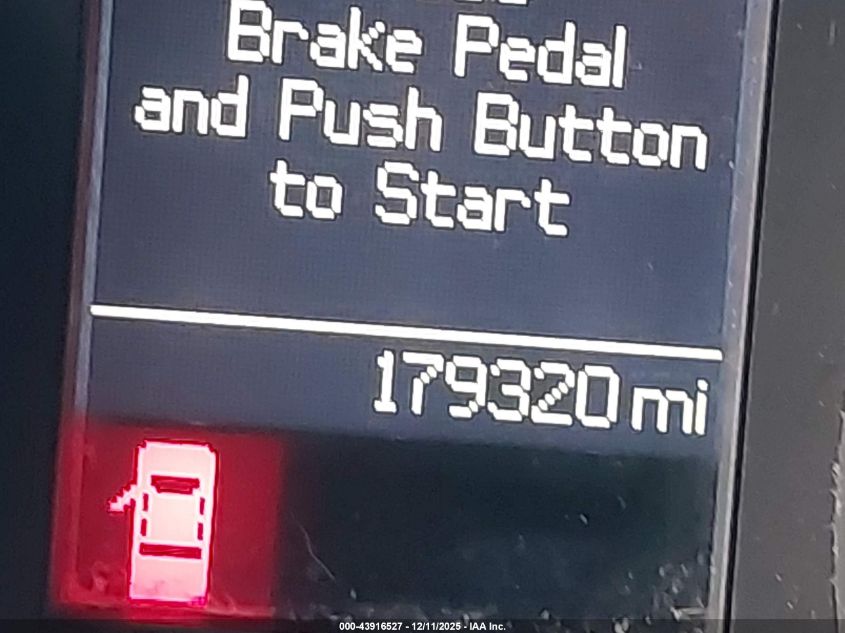 Brake Pedal
and Push Button
to Start
179320 mi
000-43916527 - 12/11/2025 - IAA Inc.